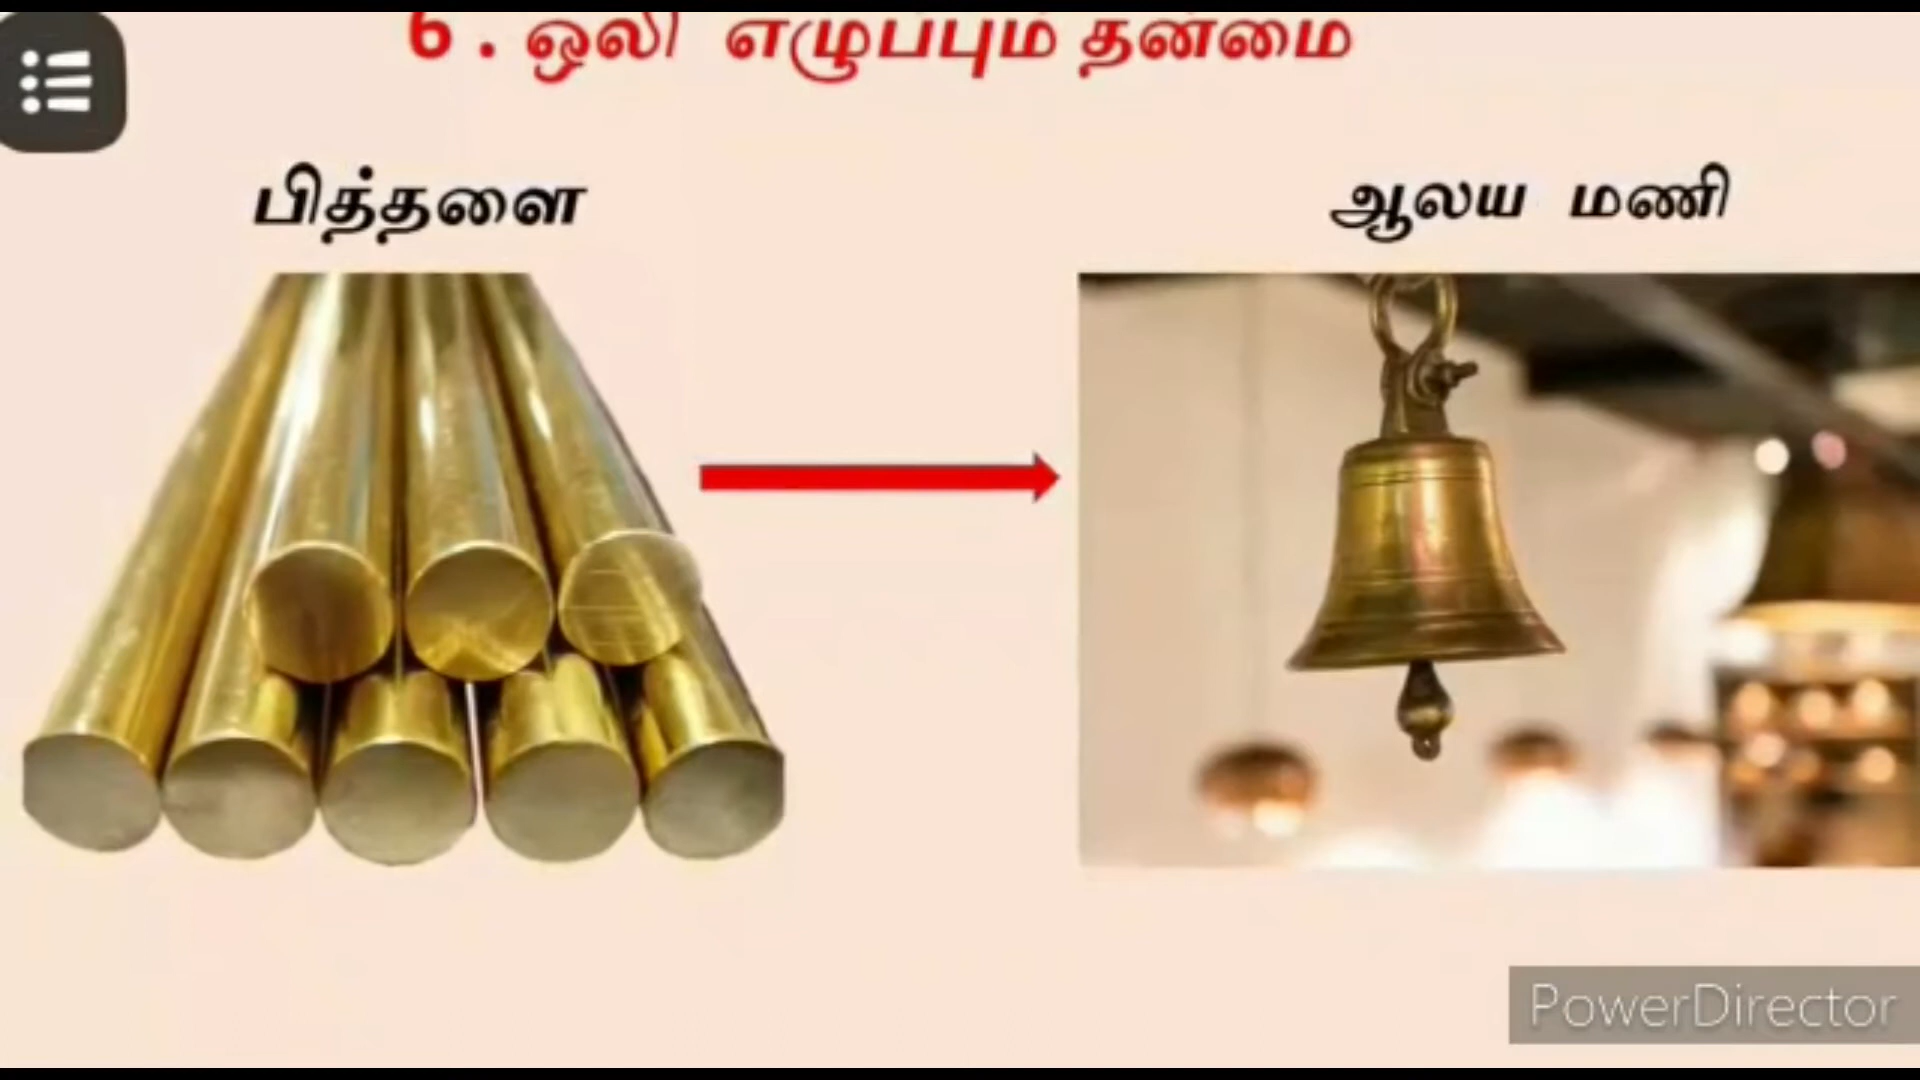 6 . ஒலி எழுப்பும் தன்மை
பித்தளை
ஆலய மணி
PowerDirector